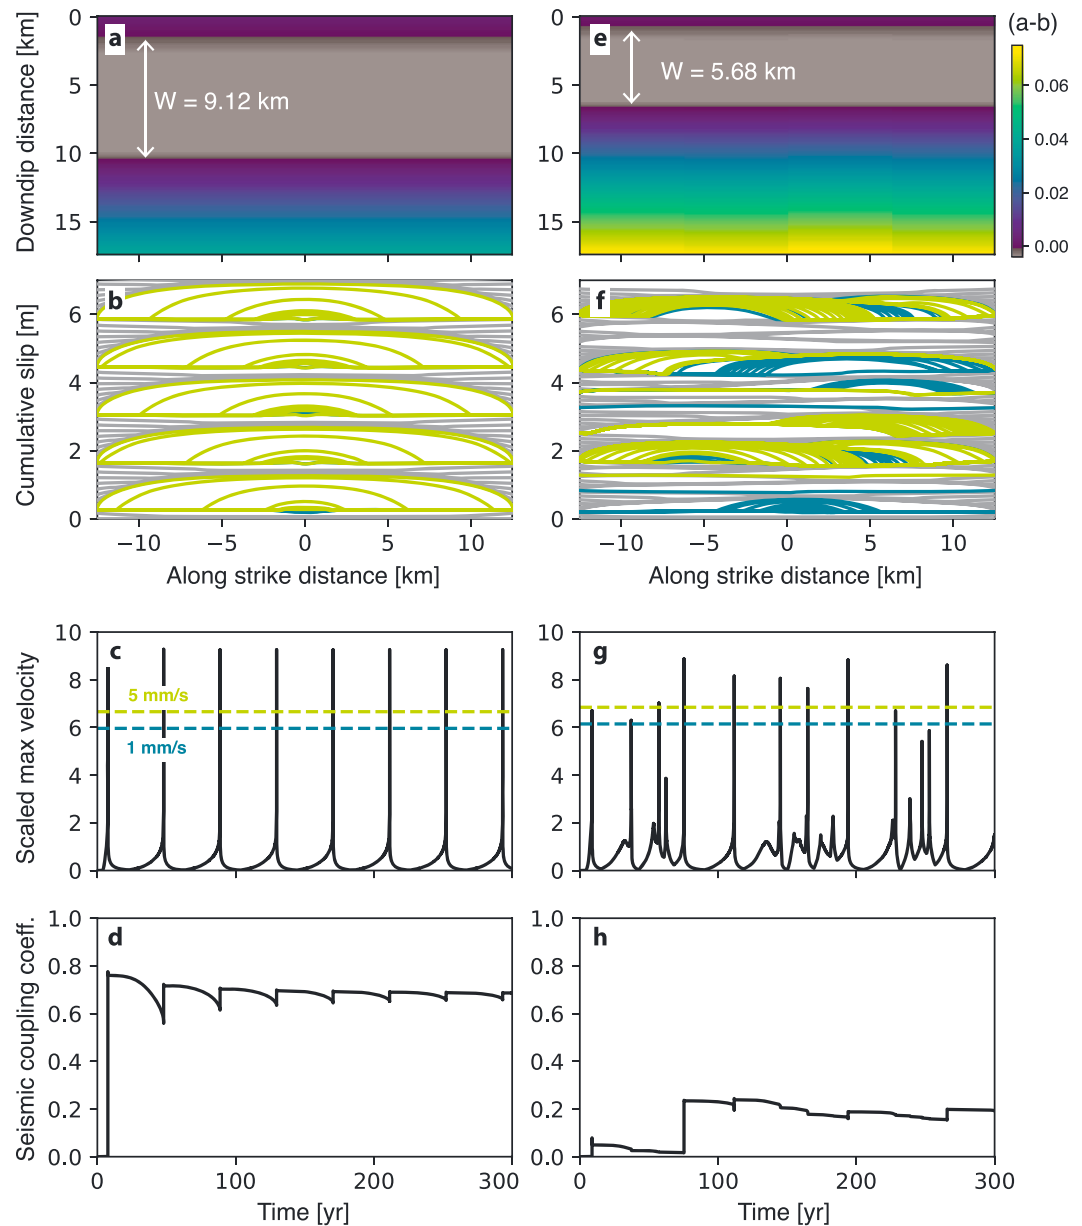 (a-b)
a
e
0
5
10
15
Downdip distance [km]
W = 9.12 km
0
5
10
15
W = 5.68 km
0.06
0.04
0.02
0.00
b
f
6
4
2
0
Cumulative slip [m]
6
4
2
0
−10 −5 0 5 10
−10 −5 0 5 10
Along strike distance [km]
Along strike distance [km]
c
g
10
8
6
4
2
0
Scaled max velocity
5 mm/s
1 mm/s
10
8
6
4
2
0
d
h
1.0
0.8
0.6
0.4
0.2
0.0
Seismic coupling coeff.
1.0
0.8
0.6
0.4
0.2
0.0
0 100 200 300
0 100 200 300
Time [yr]
Time [yr]